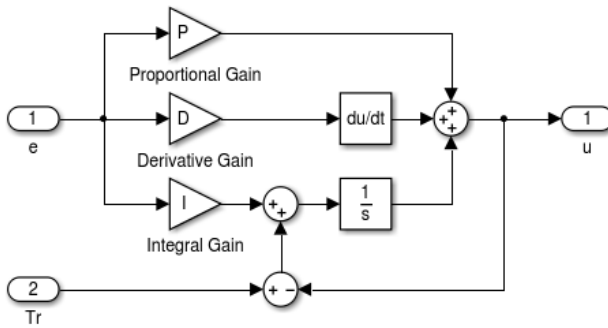 P
Proportional Gain
1
e
D
Derivative Gain
du/dt
+
+
+
1
u
I
Integral Gain
+
+
1
s
2
Tr
+ −